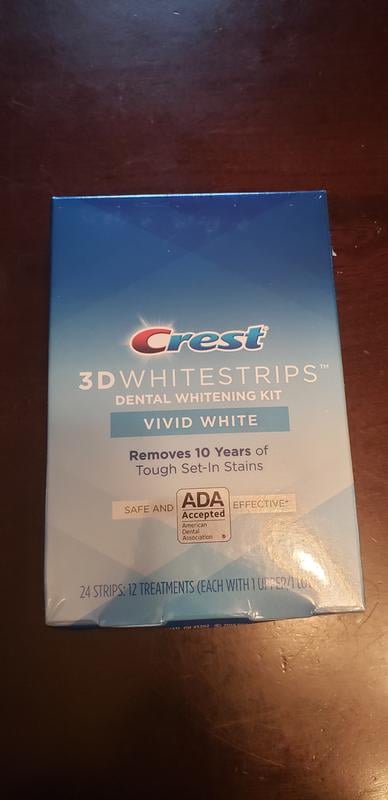 Crest
3DWHITESTRIPS™
DENTAL WHITENING KIT
VIVID WHITE
Removes 10 Years of
Tough Set-In Stains
SAFE AND ADA EFFECTIVE*
Accepted
American
Dental
Association ®
24 STRIPS: 12 TREATMENTS (EACH WITH 1 UPPER/1